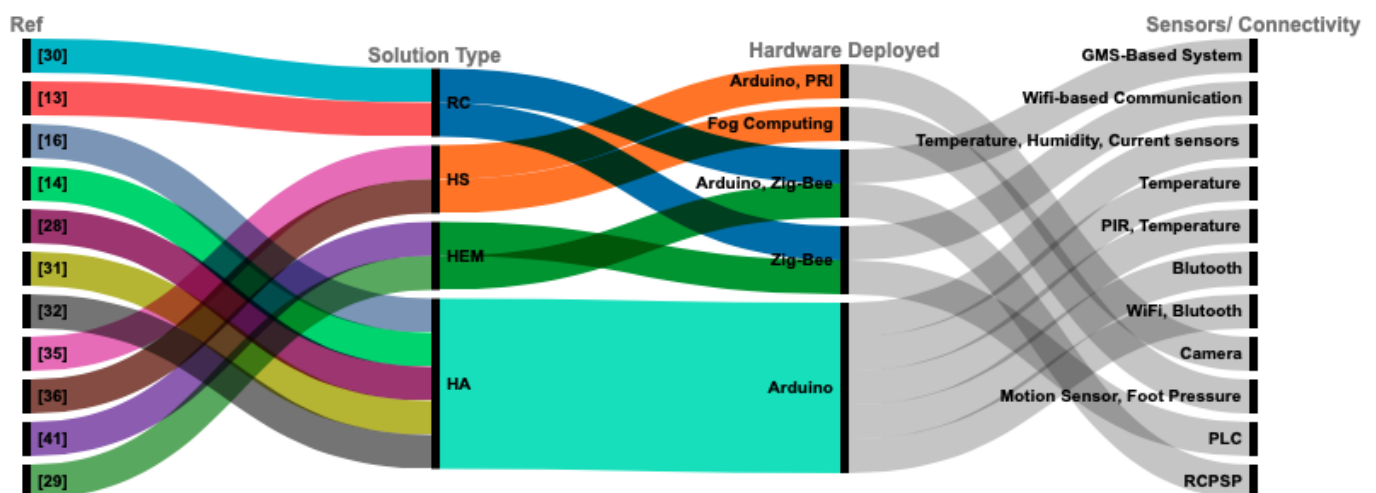 Ref
[30]
[13]
[16]
[14]
[28]
[31]
[32]
[35]
[36]
[41]
[29]
Solution Type
RC
HS
HEM
HA
Hardware Deployed
Arduino, PRI
Fog Computing
Arduino, Zig-Bee
Zig-Bee
Arduino
Sensors/ Connectivity
GMS-Based System
Wifi-based Communication
Temperature, Humidity, Current sensors
Temperature
PIR, Temperature
Blutooth
WiFi, Blutooth
Camera
Motion Sensor, Foot Pressure
PLC
RCPSP